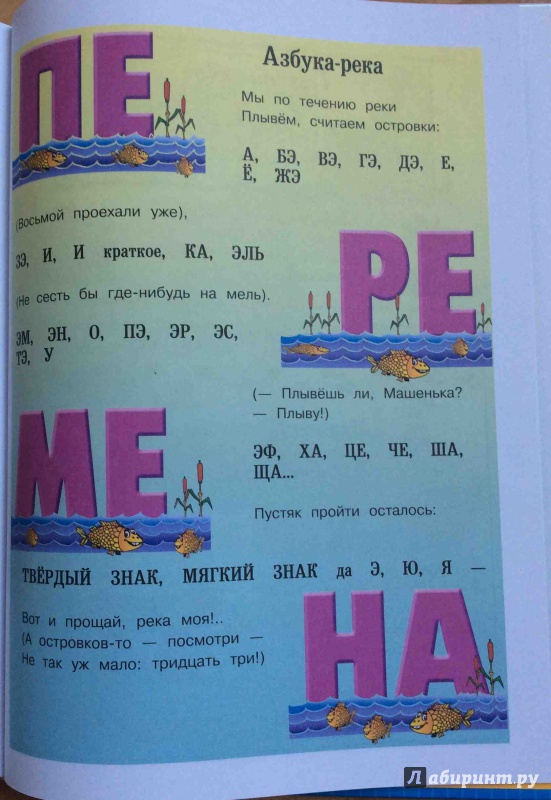 ПЕ
Азбука-река
Мы по течению реки
Плывём, считаем островки:
А, БЭ, ВЭ, ГЭ, ДЭ, Е,
Ё, ЖЭ
(Восьмой проехали уже),
ЗЭ, И, И краткое, КА, ЭЛЬ
(Не сесть бы где-нибудь на мель).
РЕ
ЭМ, ЭН, О, ПЭ, ЭР, ЭС,
ТЭ, У
(— Плывёшь ли, Машенька?
— Плыву!)
МЕ
ЭФ, ХА, ЦЕ, ЧЕ, ША,
ЩА...
Пустяк пройти осталось:
ТВЁРДЫЙ ЗНАК, МЯГКИЙ ЗНАК да Э, Ю, Я —
Вот и прощай, река моя!..
(А островков-то — посмотри —
Не так уж мало: тридцать три!)
НА
Лабиринт.ру